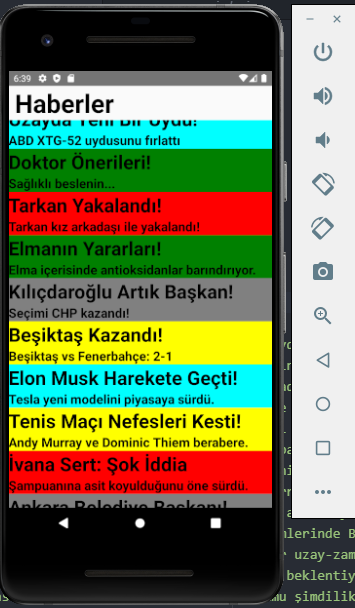 6:39
Haberler
Uzayda Yeni Bir Uydu!
ABD XTG-52 uydusunu fırlattı
Doktor Önerileri!
Sağlıklı beslenin...
Tarkan Yakalandı!
Tarkan kız arkadaşı ile yakalandı!
Elmanın Yararları!
Elma içerisinde antioksidanlar barındırıyor.
Kılıçdaroğlu Artık Başkan!
Seçimi CHP kazandı!
Beşiktaş Kazandı!
Beşiktaş vs Fenerbahçe: 2-1
Elon Musk Harekete Geçti!
Tesla yeni modelini piyasaya sürdü.
Tenis Maçı Nefesleri Kesti!
Andy Murray ve Dominic Thiem berabere.
İvana Sert: Şok İddia
Şampuanına asit koyulduğunu öne sürdü.
Ankara Belediye Başkanı!
mlerinde B
r uzay-zam
beklentiy
mu şimdilik